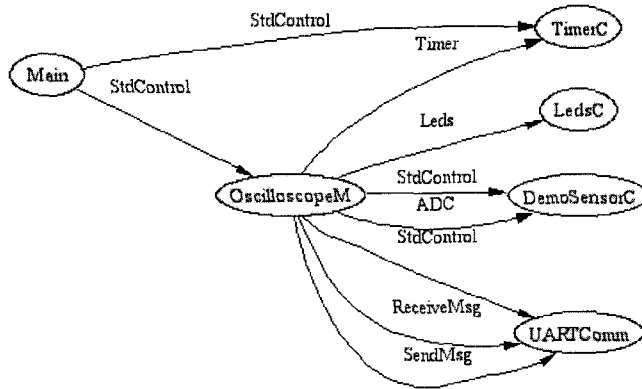 StdControl
TimerC
Timer
Main
StdControl
LedsC
Leds
StdControl
OscilloscopeM
ADC
DemoSensorC
StdControl
ReceiveMsg
UARTComm
SendMsg